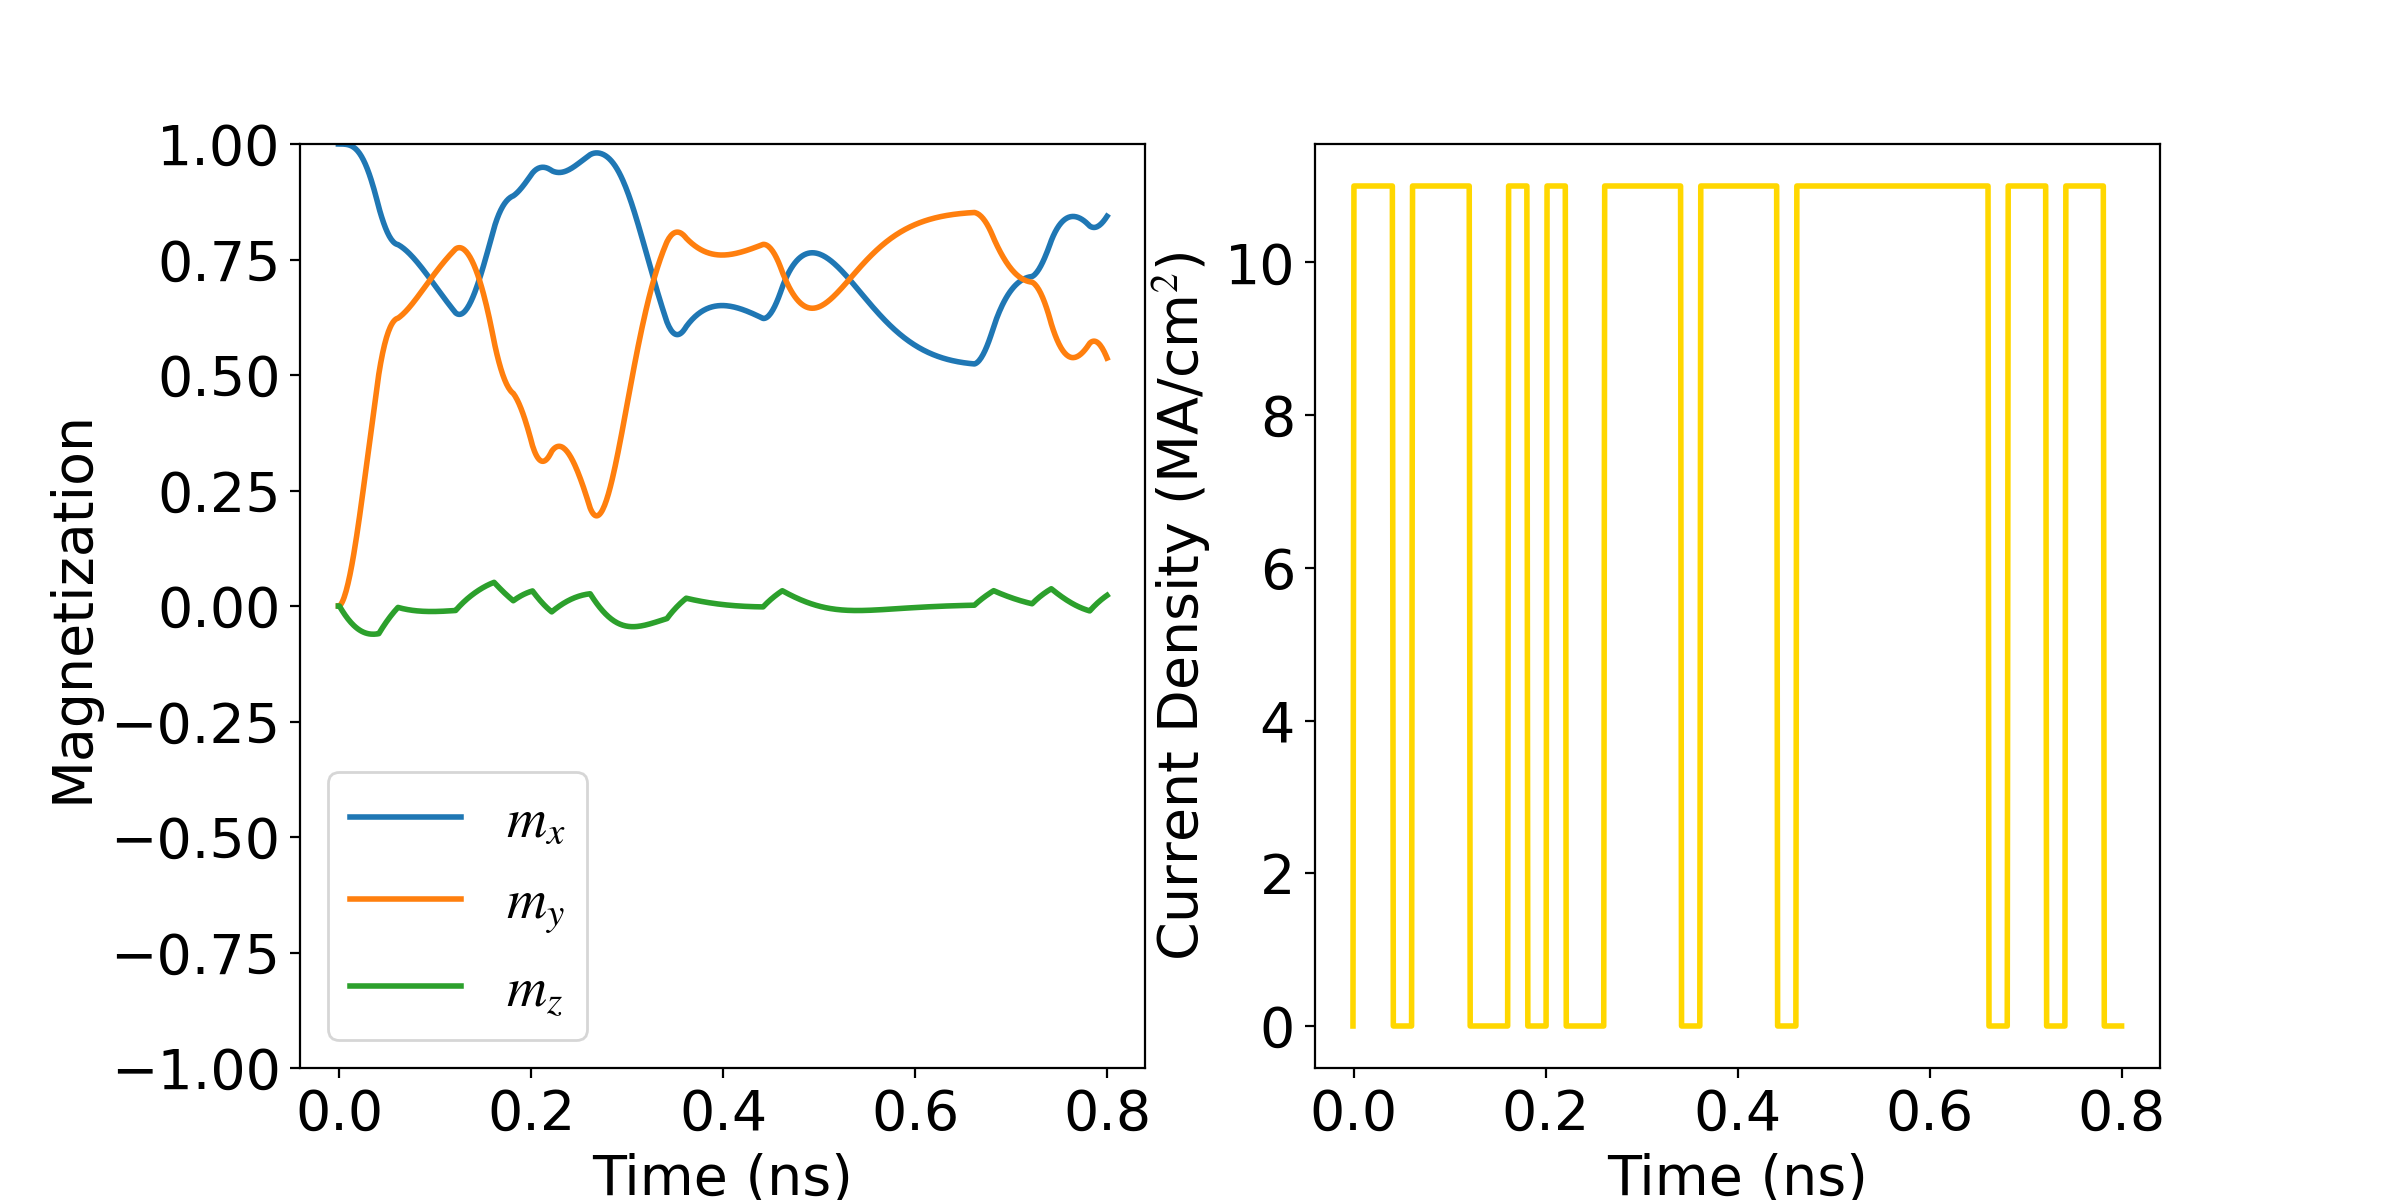 Magnetization
1.00
0.75
0.50
0.25
0.00
−0.25
−0.50
−0.75
−1.00
m_x
m_y
m_z
0.0 0.2 0.4 0.6 0.8
Time (ns)
Current Density (MA/cm²)
10
8
6
4
2
0
0.0 0.2 0.4 0.6 0.8
Time (ns)